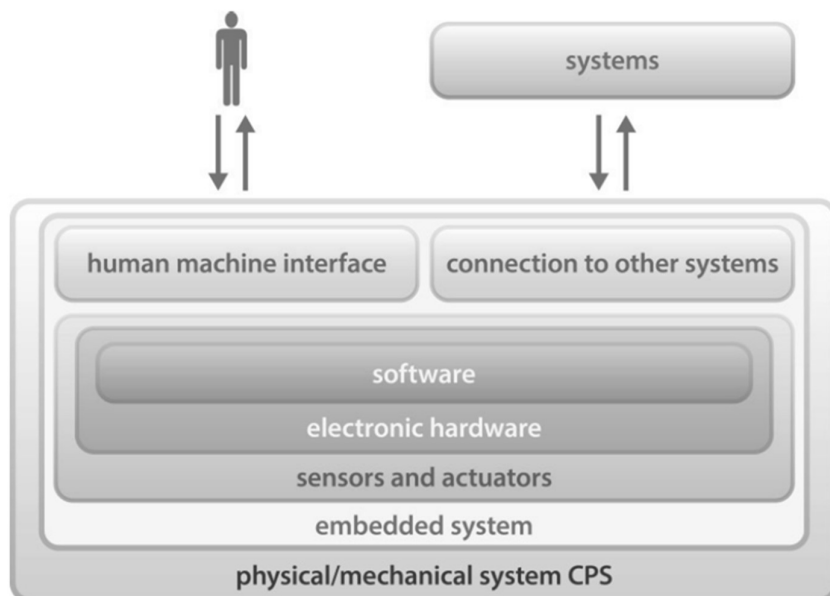 systems
human machine interface
connection to other systems
software
electronic hardware
sensors and actuators
embedded system
physical/mechanical system CPS